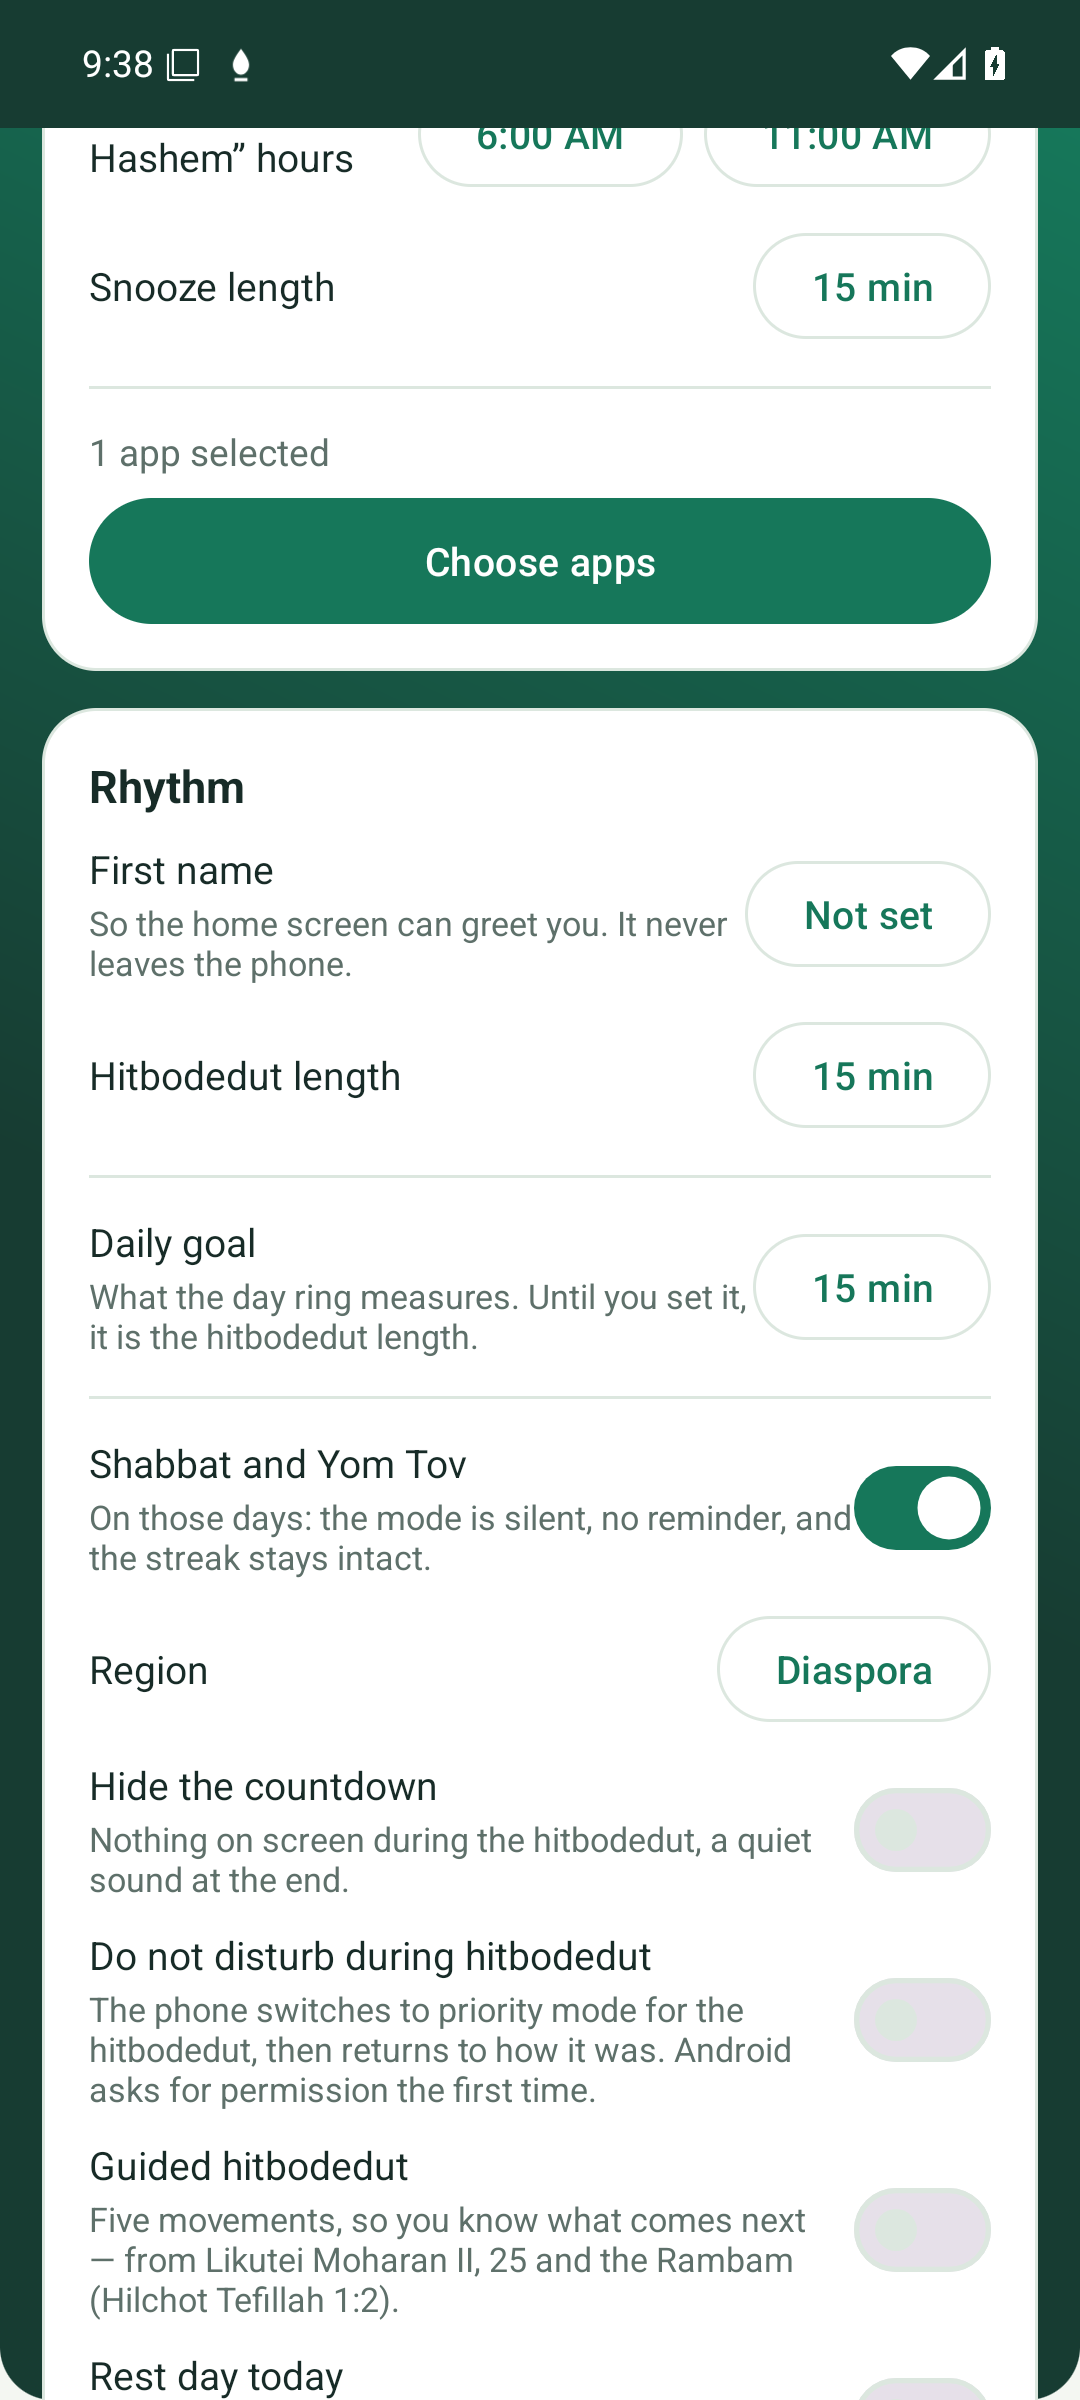 9:38
Hashem” hours
6:00 AM
11:00 AM
Snooze length
15 min
1 app selected
Choose apps
Rhythm
First name
So the home screen can greet you. It never
leaves the phone.
Not set
Hitbodedut length
15 min
Daily goal
What the day ring measures. Until you set it,
it is the hitbodedut length.
15 min
Shabbat and Yom Tov
On those days: the mode is silent, no reminder, and
the streak stays intact.
Region
Diaspora
Hide the countdown
Nothing on screen during the hitbodedut, a quiet
sound at the end.
Do not disturb during hitbodedut
The phone switches to priority mode for the
hitbodedut, then returns to how it was. Android
asks for permission the first time.
Guided hitbodedut
Five movements, so you know what comes next
— from Likutei Moharan II, 25 and the Rambam
(Hilchot Tefillah 1:2).
Rest day today